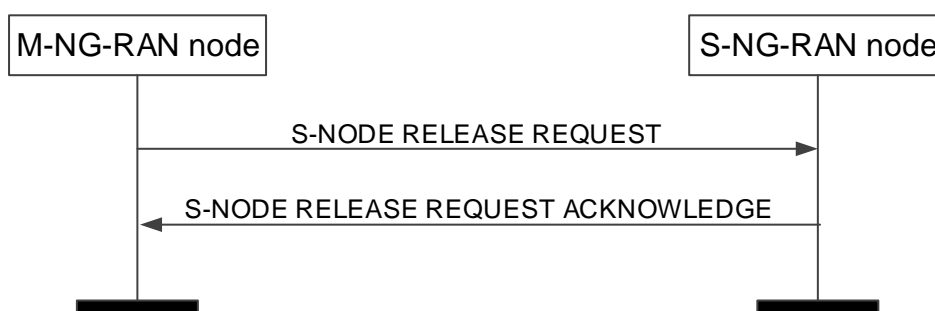 M-NG-RAN node
S-NG-RAN node
S-NODE RELEASE REQUEST
S-NODE RELEASE REQUEST ACKNOWLEDGE